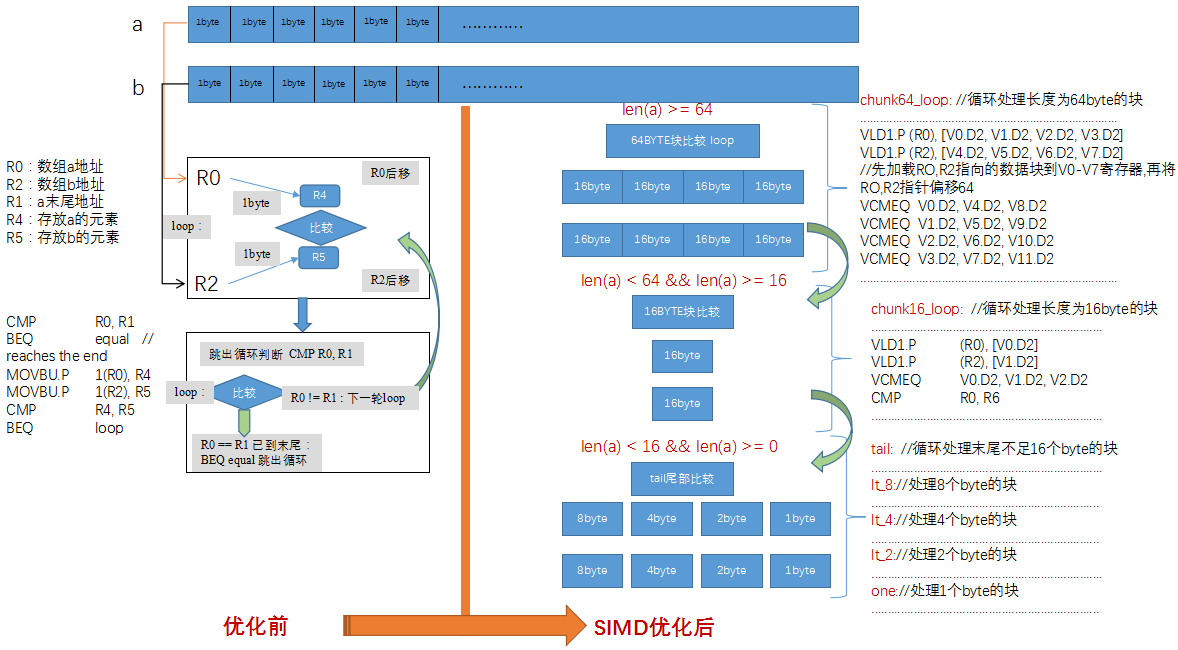 a
1byte 1byte 1byte 1byte 1byte 1byte …………
b
1byte 1byte 1byte 1byte 1byte 1byte …………
R0：数组a地址
R2：数组b地址
R1：a末尾地址
R4：存放a的元素
R5：存放b的元素
R0
R0后移
1byte
R4
loop：
比较
1byte
R5
R2
R2后移
CMP R0, R1
BEQ equal //
reaches the end
MOVBU.P 1(R0), R4
MOVBU.P 1(R2), R5
CMP R4, R5
BEQ loop
跳出循环判断 CMP R0, R1
loop：
比较
R0 != R1：下一轮loop
R0 == R1 已到末尾：
BEQ equal 跳出循环
优化前
len(a) >= 64
64BYTE块比较 loop
16byte 16byte 16byte 16byte
16byte 16byte 16byte 16byte
len(a) < 64 && len(a) >= 16
16BYTE块比较
16byte
16byte
len(a) < 16 && len(a) >= 0
tail尾部比较
8byte 4byte 2byte 1byte
8byte 4byte 2byte 1byte
SIMD优化后
chunk64_loop: //循环处理长度为64byte的块
VLD1.P (R0), [V0.D2, V1.D2, V2.D2, V3.D2]
VLD1.P (R2), [V4.D2, V5.D2, V6.D2, V7.D2]
//先加载R0,R2指向的数据块到V0-V7寄存器,再将
R0,R2指针偏移64
VCMEQ V0.D2, V4.D2, V8.D2
VCMEQ V1.D2, V5.D2, V9.D2
VCMEQ V2.D2, V6.D2, V10.D2
VCMEQ V3.D2, V7.D2, V11.D2
chunk16_loop: //循环处理长度为16byte的块
VLD1.P (R0), [V0.D2]
VLD1.P (R2), [V1.D2]
VCMEQ V0.D2, V1.D2, V2.D2
CMP R0, R6
tail: //循环处理末尾不足16个byte的块
lt_8://处理8个byte的块
lt_4://处理4个byte的块
lt_2://处理2个byte的块
one://处理1个byte的块